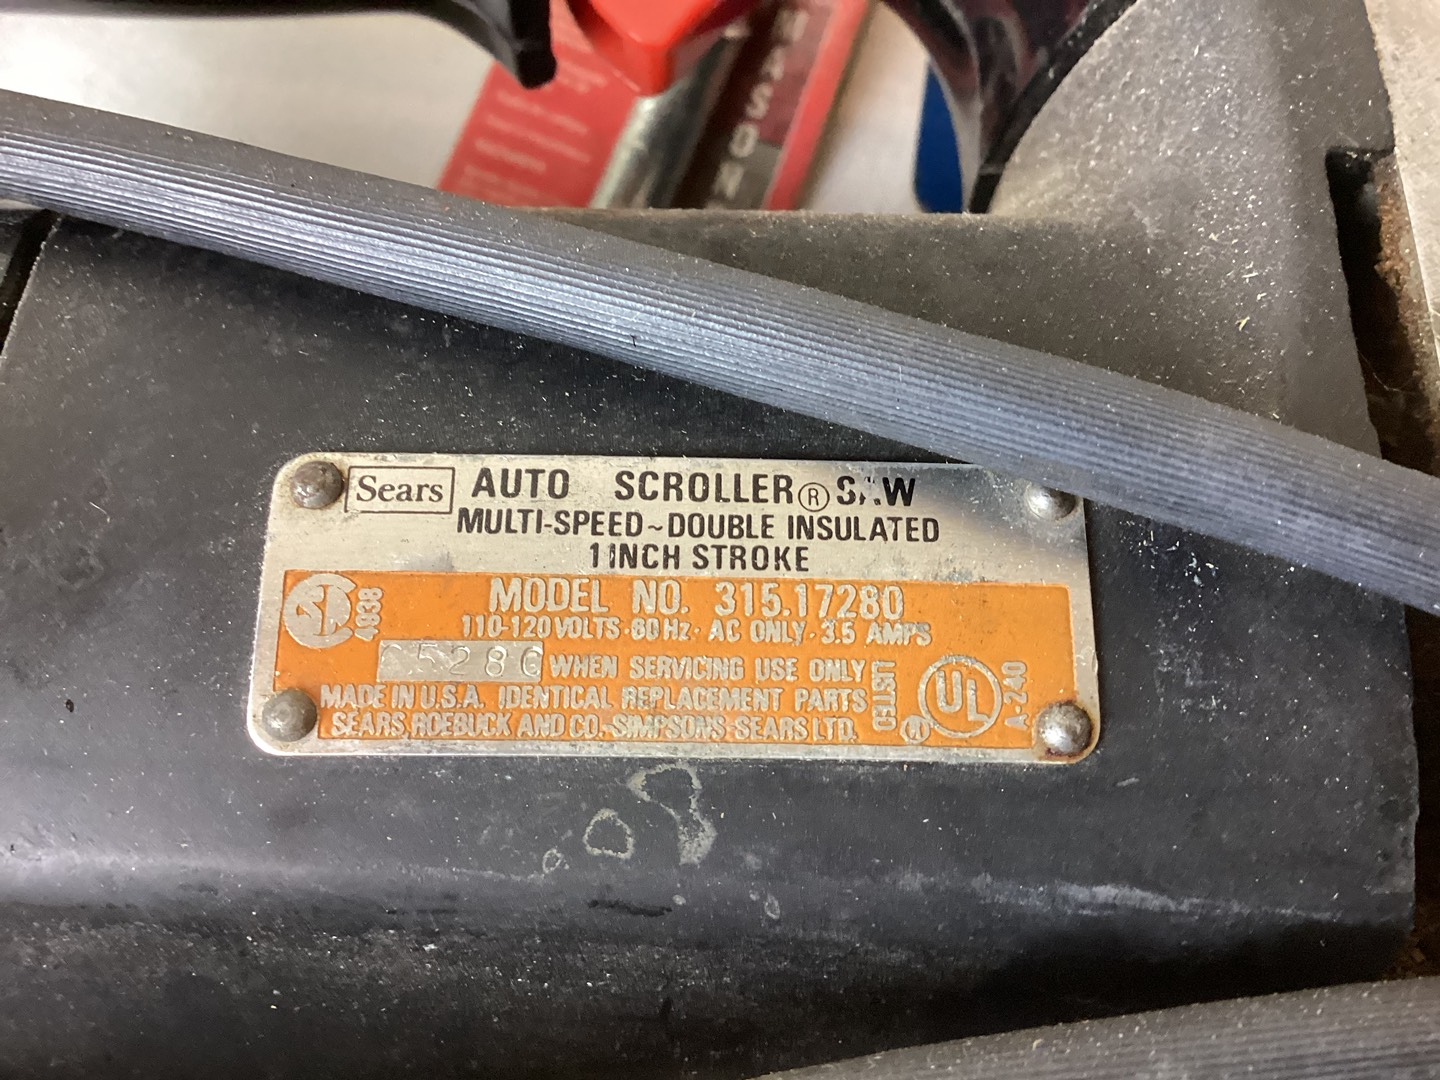 Sears AUTO SCROLLER® SAW
MULTI-SPEED~DOUBLE INSULATED
1 INCH STROKE
4938
MODEL NO. 315.17280
110-120 VOLTS · 60 Hz · AC ONLY · 3.5 AMPS
WHEN SERVICING USE ONLY
MADE IN U.S.A. IDENTICAL REPLACEMENT PARTS
SEARS, ROEBUCK AND CO.-SIMPSONS-SEARS LTD.
LISTED
UL
A-240